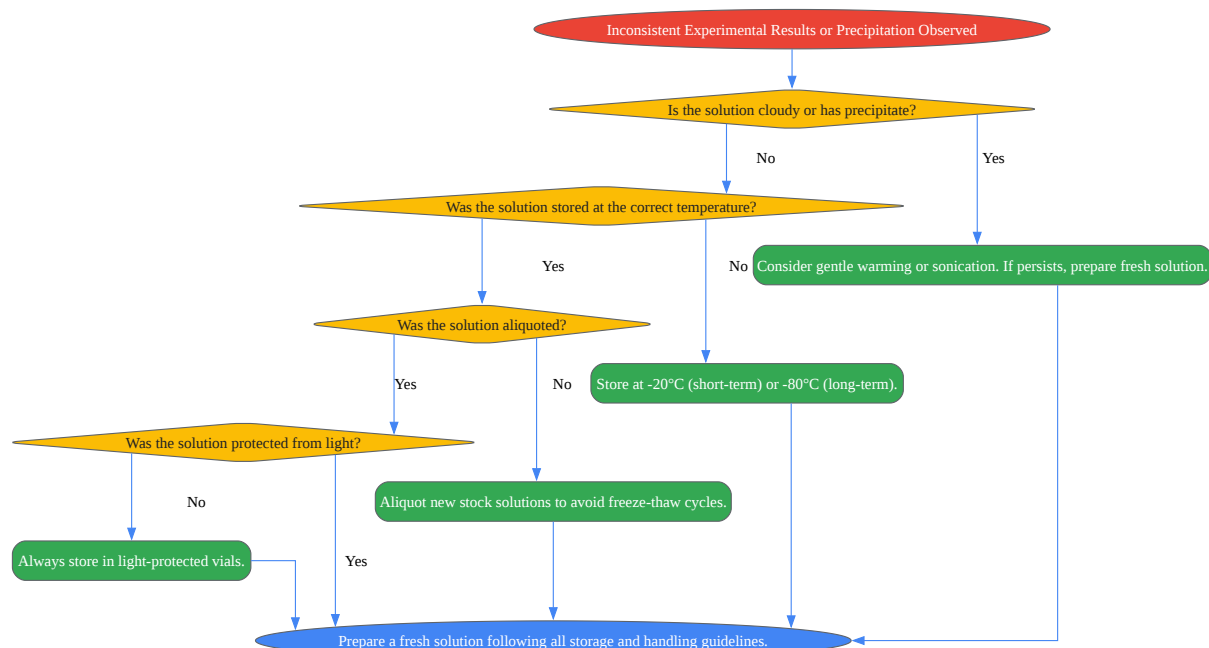 Inconsistent Experimental Results or Precipitation Observed
Is the solution cloudy or has precipitate?
No
Yes
Was the solution stored at the correct temperature?
Yes
No
Consider gentle warming or sonication. If persists, prepare fresh solution.
Was the solution aliquoted?
Yes
No
Store at -20°C (short-term) or -80°C (long-term).
Was the solution protected from light?
No
Aliquot new stock solutions to avoid freeze-thaw cycles.
Always store in light-protected vials.
Yes
Prepare a fresh solution following all storage and handling guidelines.